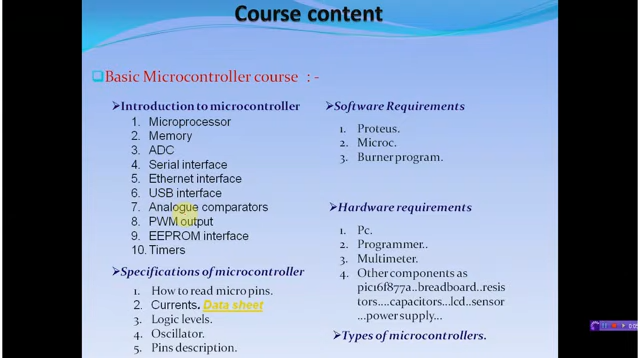 Course content
Basic Microcontroller course : -
Introduction to microcontroller
1. Microprocessor
2. Memory
3. ADC
4. Serial interface
5. Ethernet interface
6. USB interface
7. Analogue comparators
8. PWM output
9. EEPROM interface
10. Timers
Specifications of microcontroller
1. How to read micro pins.
2. Currents. Data sheet
3. Logic levels.
4. Oscillator.
5. Pins description.
Software Requirements
1. Proteus.
2. Microc.
3. Burner program.
Hardware requirements
1. Pc.
2. Programmer..
3. Multimeter.
4. Other components as
pic16f877a..breadboard..resis
tors....capacitors...lcd..sensor
...power supply...
Types of microcontrollers.